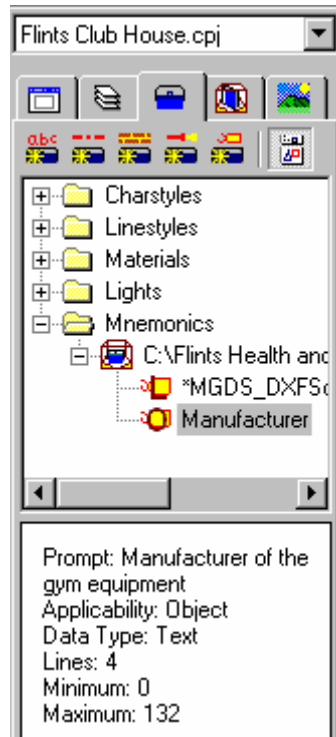 Flints Club House.cpj
abc
Charstyles
Linestyles
Materials
Lights
Mnemonics
C:\Flints Health and
*MGDS_DXFSc
Manufacturer
Prompt: Manufacturer of the
gym equipment
Applicability: Object
Data Type: Text
Lines: 4
Minimum: 0
Maximum: 132